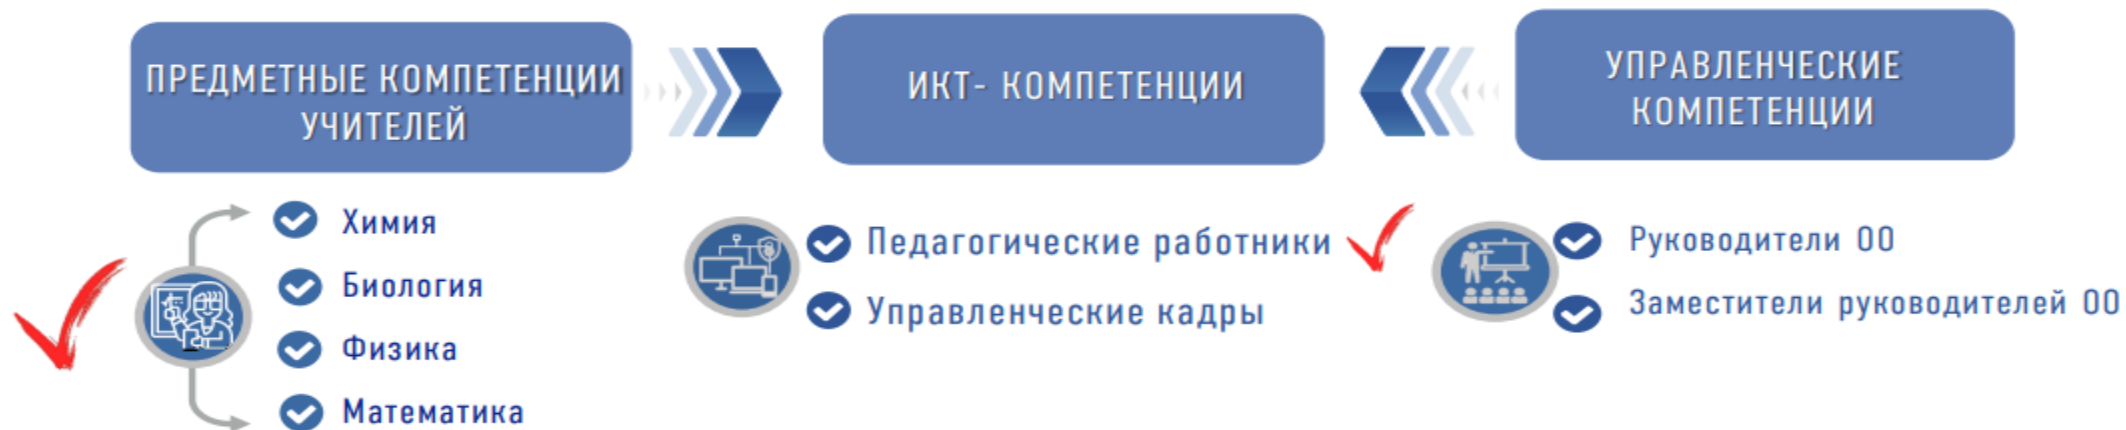 ПРЕДМЕТНЫЕ КОМПЕТЕНЦИИ
УЧИТЕЛЕЙ
Химия
Биология
Физика
Математика
ИКТ- КОМПЕТЕНЦИИ
Педагогические работники
Управленческие кадры
УПРАВЛЕНЧЕСКИЕ
КОМПЕТЕНЦИИ
Руководители ОО
Заместители руководителей ОО